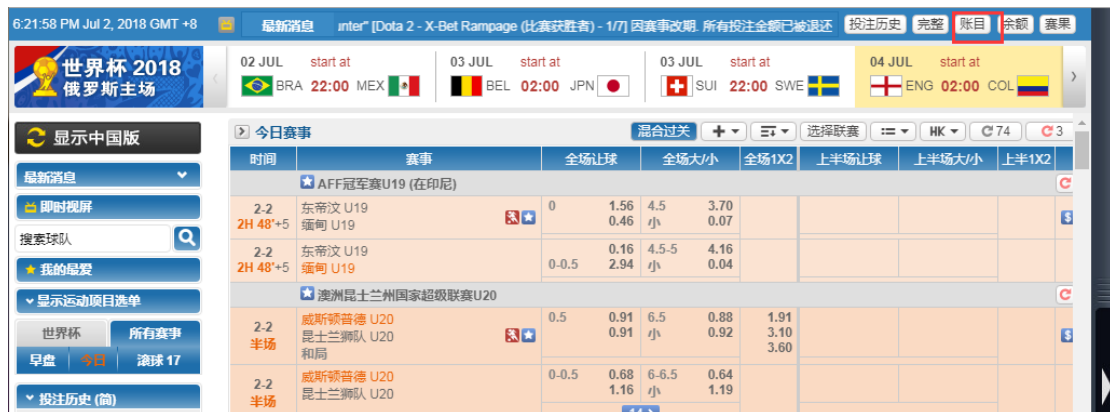 6:21:58 PM Jul 2, 2018 GMT +8 最新消息 unter" [Dota 2 - X-Bet Rampage (比赛获胜者) - 1/7] 因赛事改期. 所有投注金额已被退还 投注历史 完整 账目 余额 赛果
世界杯 2018
俄罗斯主场
02 JUL start at
BRA 22:00 MEX
03 JUL start at
BEL 02:00 JPN
03 JUL start at
SUI 22:00 SWE
04 JUL start at
ENG 02:00 COL
显示中国版
最新消息
即时视屏
搜素球队
我的最爱
显示运动项目选单
世界杯 所有赛事
早盘 今日 滚球 17
投注历史 (简)
今日赛事 混合过关 选择联赛 HK 74 3
时间 赛事 全场让球 全场大/小 全场1X2 上半场让球 上半场大/小 上半1X2
AFF冠军赛U19 (在印尼)
2-2 东帝汶 U19 0 1.56 4.5 3.70
2H 48'+5 缅甸 U19 0.46 小 0.07
2-2 东帝汶 U19 0.16 4.5-5 4.16
2H 48'+5 缅甸 U19 0-0.5 2.94 小 0.04
澳洲昆士兰州国家超级联赛U20
2-2 威斯顿普德 U20 0.5 0.91 6.5 0.88 1.91
半场 昆士兰狮队 U20 0.91 小 0.92 3.10
和局 3.60
2-2 威斯顿普德 U20 0-0.5 0.68 6-6.5 0.64
半场 昆士兰狮队 U20 1.16 小 1.19